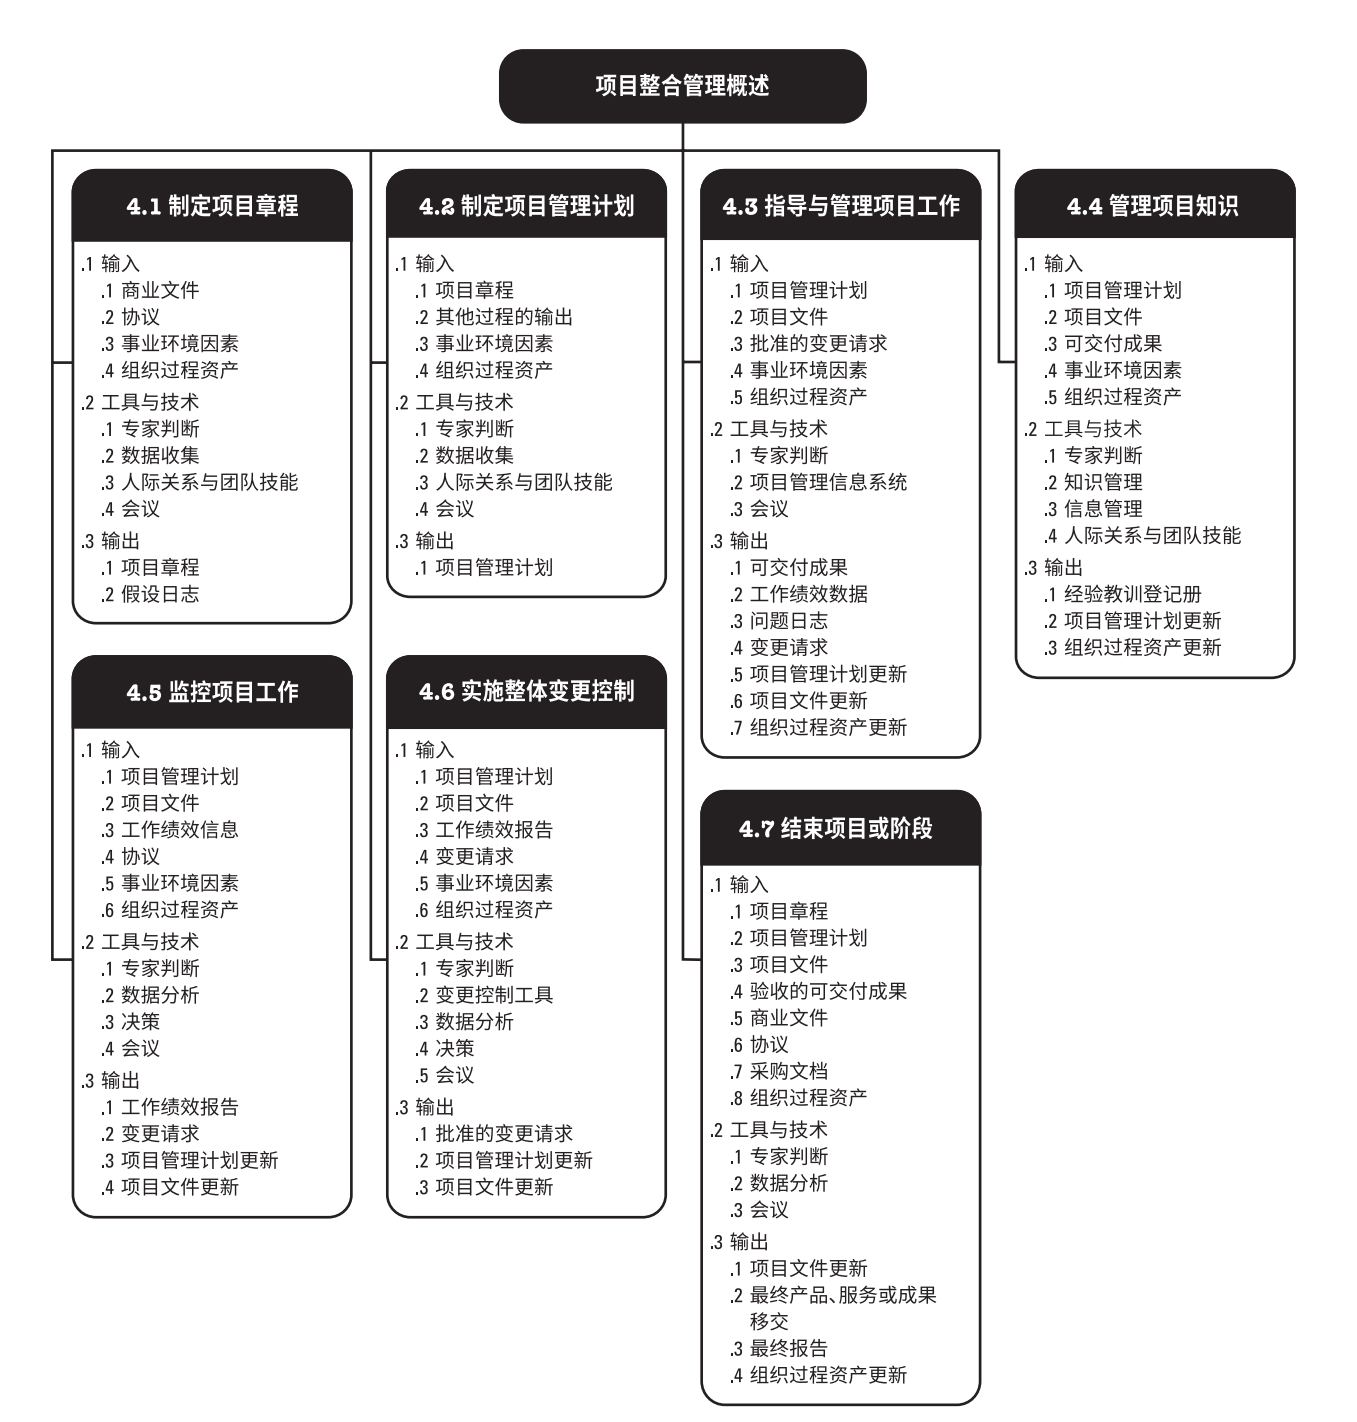 项目整合管理概述
4.1 制定项目章程
.1 输入
.1 商业文件
.2 协议
.3 事业环境因素
.4 组织过程资产
.2 工具与技术
.1 专家判断
.2 数据收集
.3 人际关系与团队技能
.4 会议
.3 输出
.1 项目章程
.2 假设日志
4.2 制定项目管理计划
.1 输入
.1 项目章程
.2 其他过程的输出
.3 事业环境因素
.4 组织过程资产
.2 工具与技术
.1 专家判断
.2 数据收集
.3 人际关系与团队技能
.4 会议
.3 输出
.1 项目管理计划
4.3 指导与管理项目工作
.1 输入
.1 项目管理计划
.2 项目文件
.3 批准的变更请求
.4 事业环境因素
.5 组织过程资产
.2 工具与技术
.1 专家判断
.2 项目管理信息系统
.3 会议
.3 输出
.1 可交付成果
.2 工作绩效数据
.3 问题日志
.4 变更请求
.5 项目管理计划更新
.6 项目文件更新
.7 组织过程资产更新
4.4 管理项目知识
.1 输入
.1 项目管理计划
.2 项目文件
.3 可交付成果
.4 事业环境因素
.5 组织过程资产
.2 工具与技术
.1 专家判断
.2 知识管理
.3 信息管理
.4 人际关系与团队技能
.3 输出
.1 经验教训登记册
.2 项目管理计划更新
.3 组织过程资产更新
4.5 监控项目工作
.1 输入
.1 项目管理计划
.2 项目文件
.3 工作绩效信息
.4 协议
.5 事业环境因素
.6 组织过程资产
.2 工具与技术
.1 专家判断
.2 数据分析
.3 决策
.4 会议
.3 输出
.1 工作绩效报告
.2 变更请求
.3 项目管理计划更新
.4 项目文件更新
4.6 实施整体变更控制
.1 输入
.1 项目管理计划
.2 项目文件
.3 工作绩效报告
.4 变更请求
.5 事业环境因素
.6 组织过程资产
.2 工具与技术
.1 专家判断
.2 变更控制工具
.3 数据分析
.4 决策
.5 会议
.3 输出
.1 批准的变更请求
.2 项目管理计划更新
.3 项目文件更新
4.7 结束项目或阶段
.1 输入
.1 项目章程
.2 项目管理计划
.3 项目文件
.4 验收的可交付成果
.5 商业文件
.6 协议
.7 采购文档
.8 组织过程资产
.2 工具与技术
.1 专家判断
.2 数据分析
.3 会议
.3 输出
.1 项目文件更新
.2 最终产品、服务或成果
移交
.3 最终报告
.4 组织过程资产更新